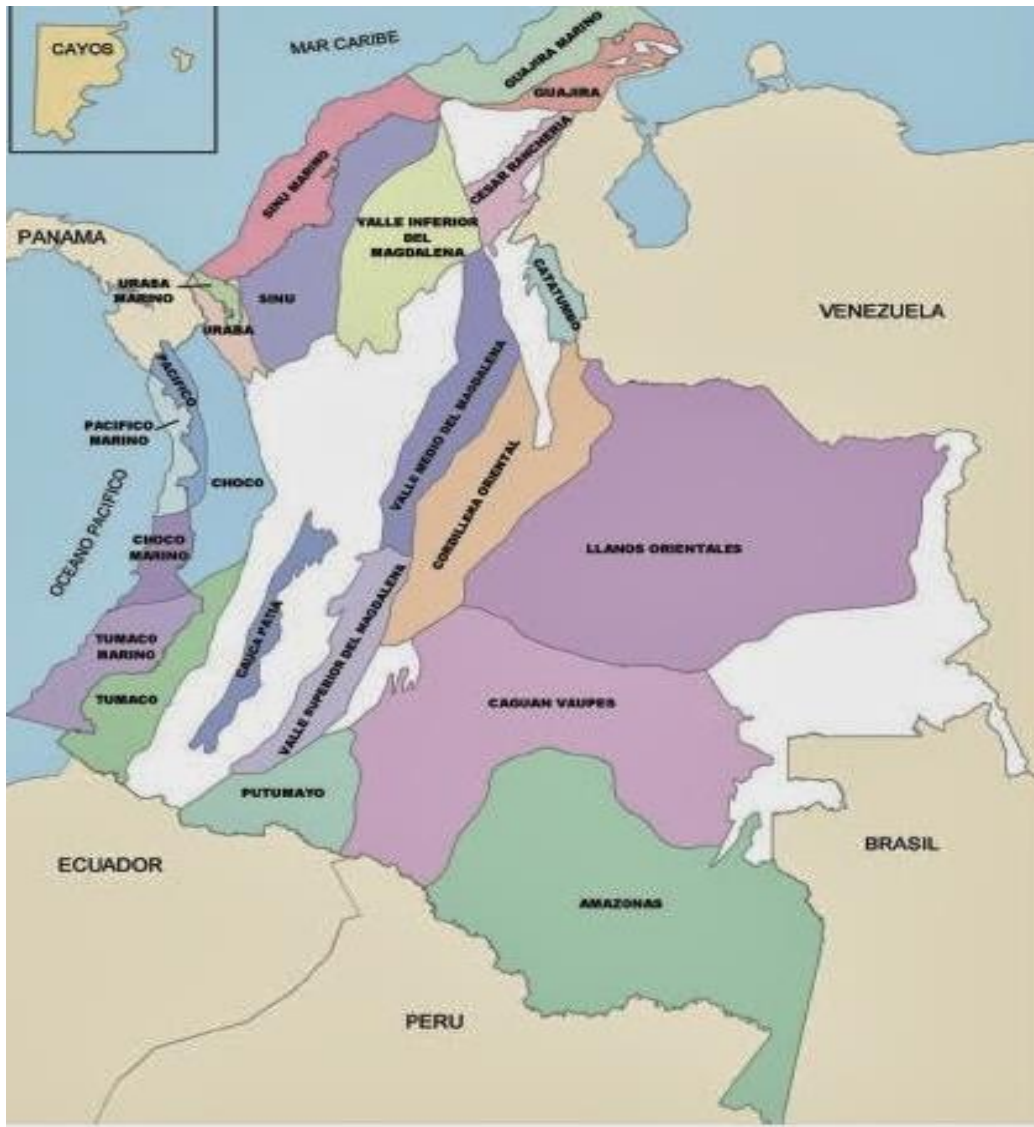 CAYOS
MAR CARIBE
GUAJIRA MARINO
GUAJIRA
CESAR RANCHERIA
SINU MARINO
VALLE INFERIOR
DEL
MAGDALENA
PANAMA
CATATUMBO
URABA
MARINO
SINU
URABA
VENEZUELA
PACIFICO
PACIFICO
MARINO
VALLE MEDIO DEL MAGDALENA
CHOCO
CORDILLENA ORIENTAL
OCEANO PACIFICO
CHOCO
MARINO
LLANOS ORIENTALES
CAUCA PATIA
VALLE SUPERIOR DEL MAGDALENA
TUMACO
MARINO
TUMACO
CAGUAN VAUPES
PUTUMAYO
ECUADOR
BRASIL
AMAZONAS
PERU